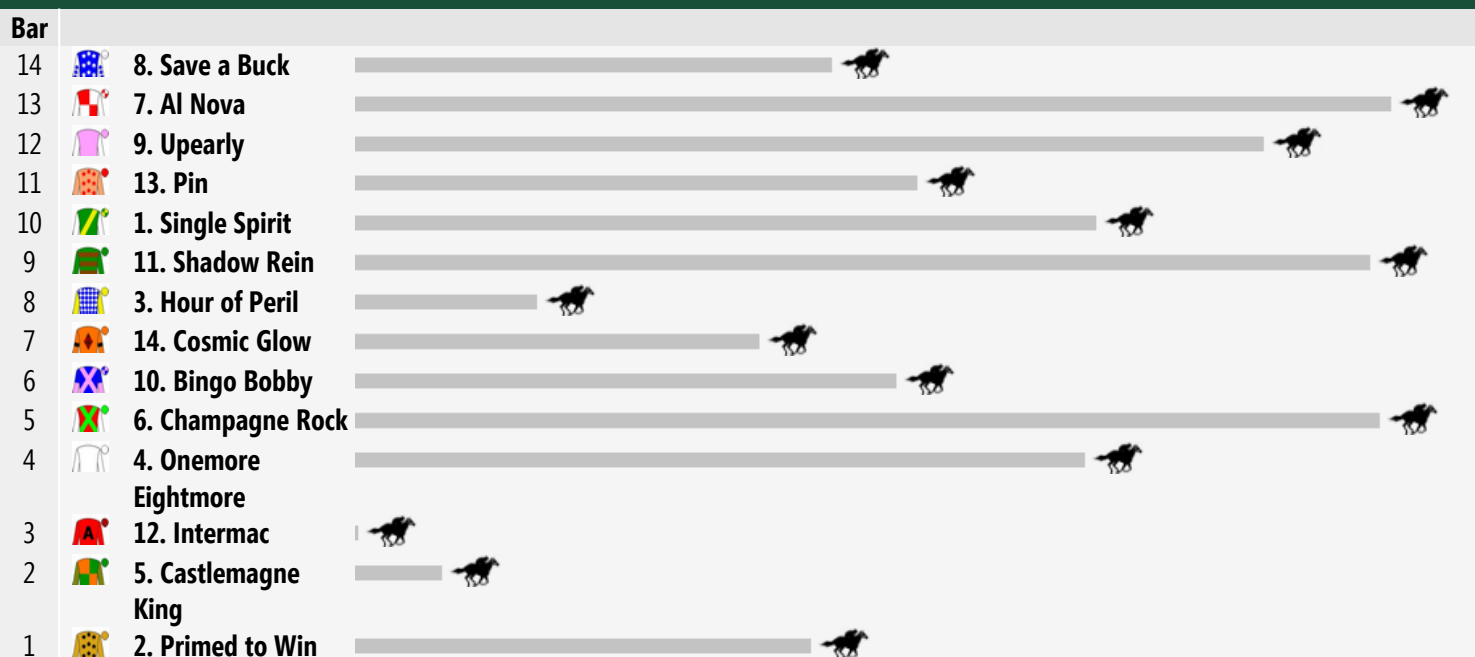 Bar
14 8. Save a Buck
13 7. Al Nova
12 9. Upearly
11 13. Pin
10 1. Single Spirit
9 11. Shadow Rein
8 3. Hour of Peril
7 14. Cosmic Glow
6 10. Bingo Bobby
5 6. Champagne Rock
4 4. Onemore
Eightmore
3 A 12. Intermac
2 5. Castlemagne
King
1 2. Primed to Win